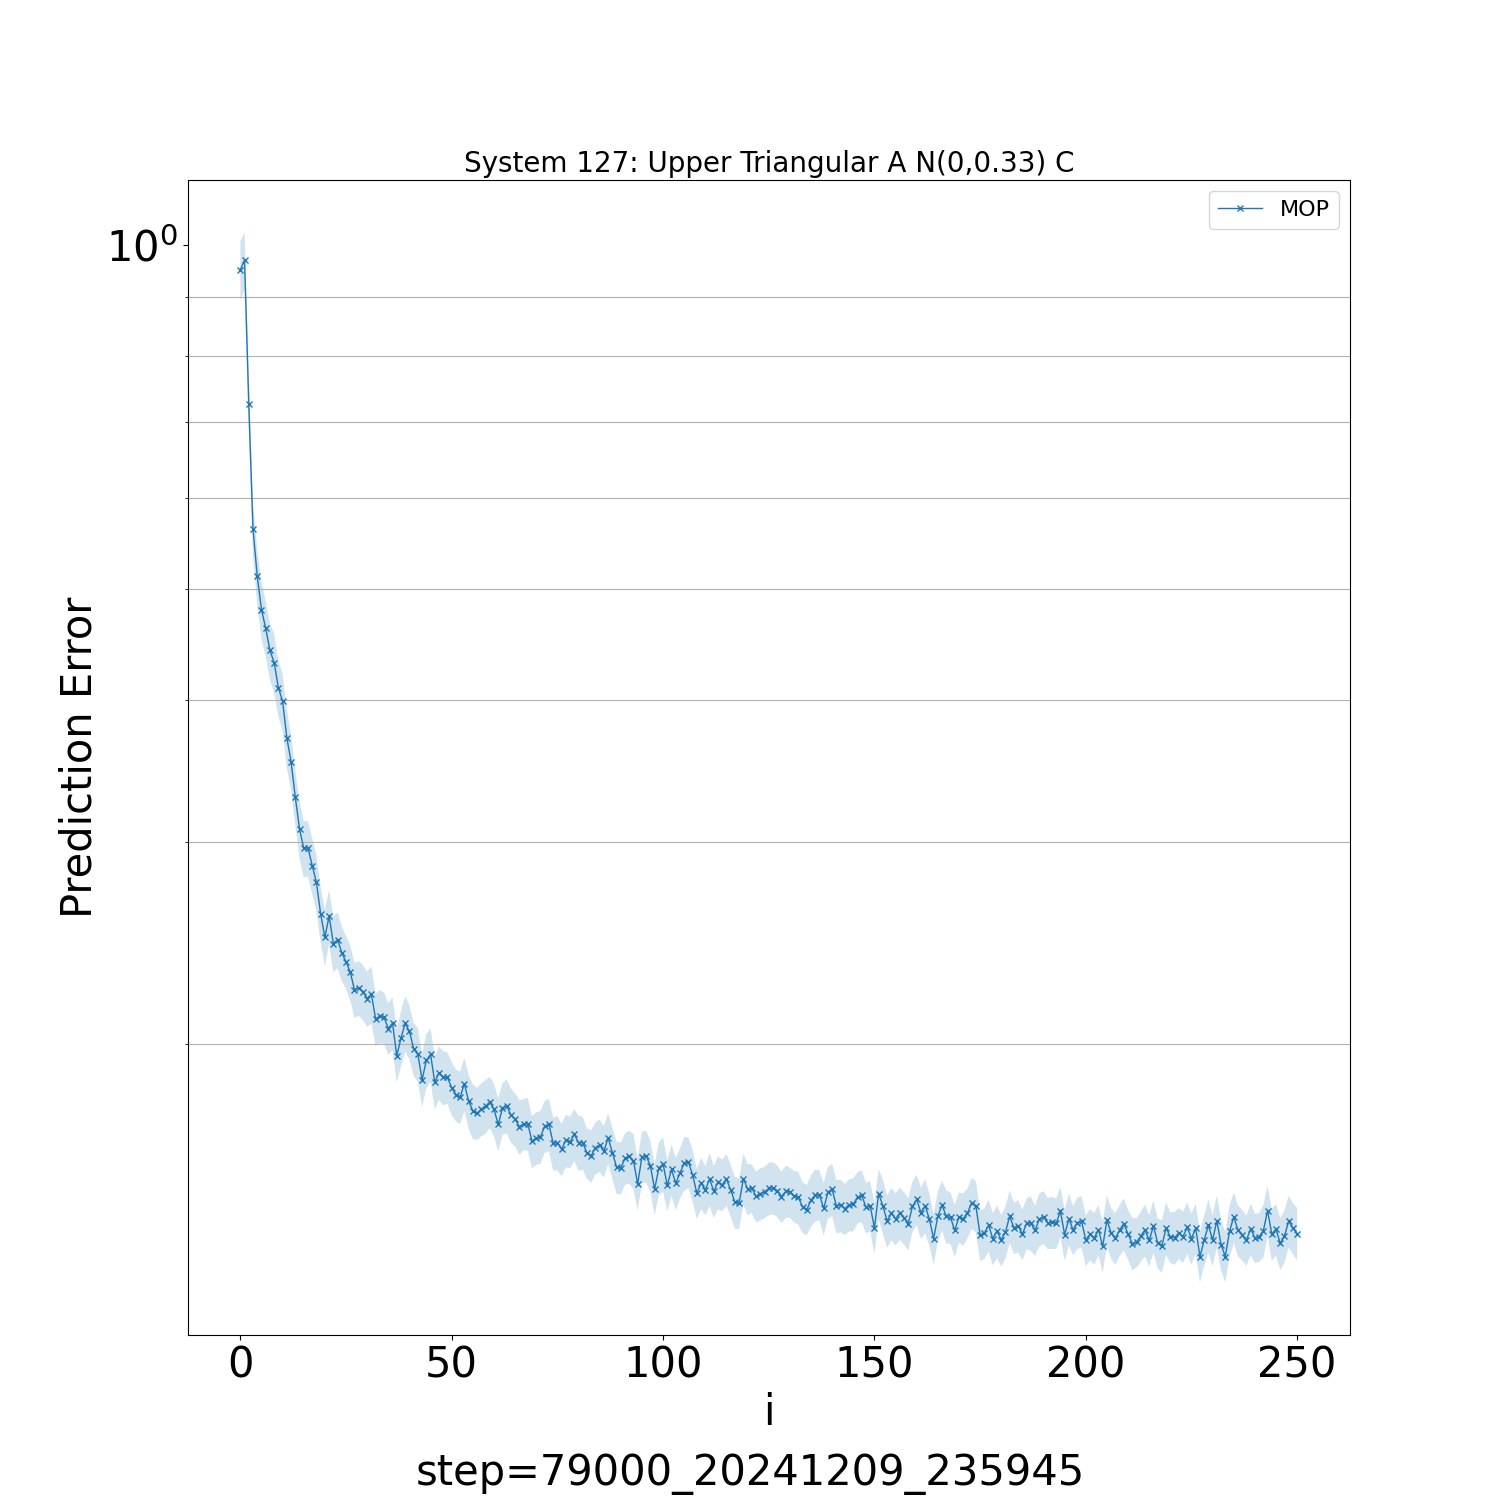 System 127: Upper Triangular A N(0,0.33) C
MOP
10⁰
Prediction Error
0 50 100 150 200 250
i
step=79000_20241209_235945